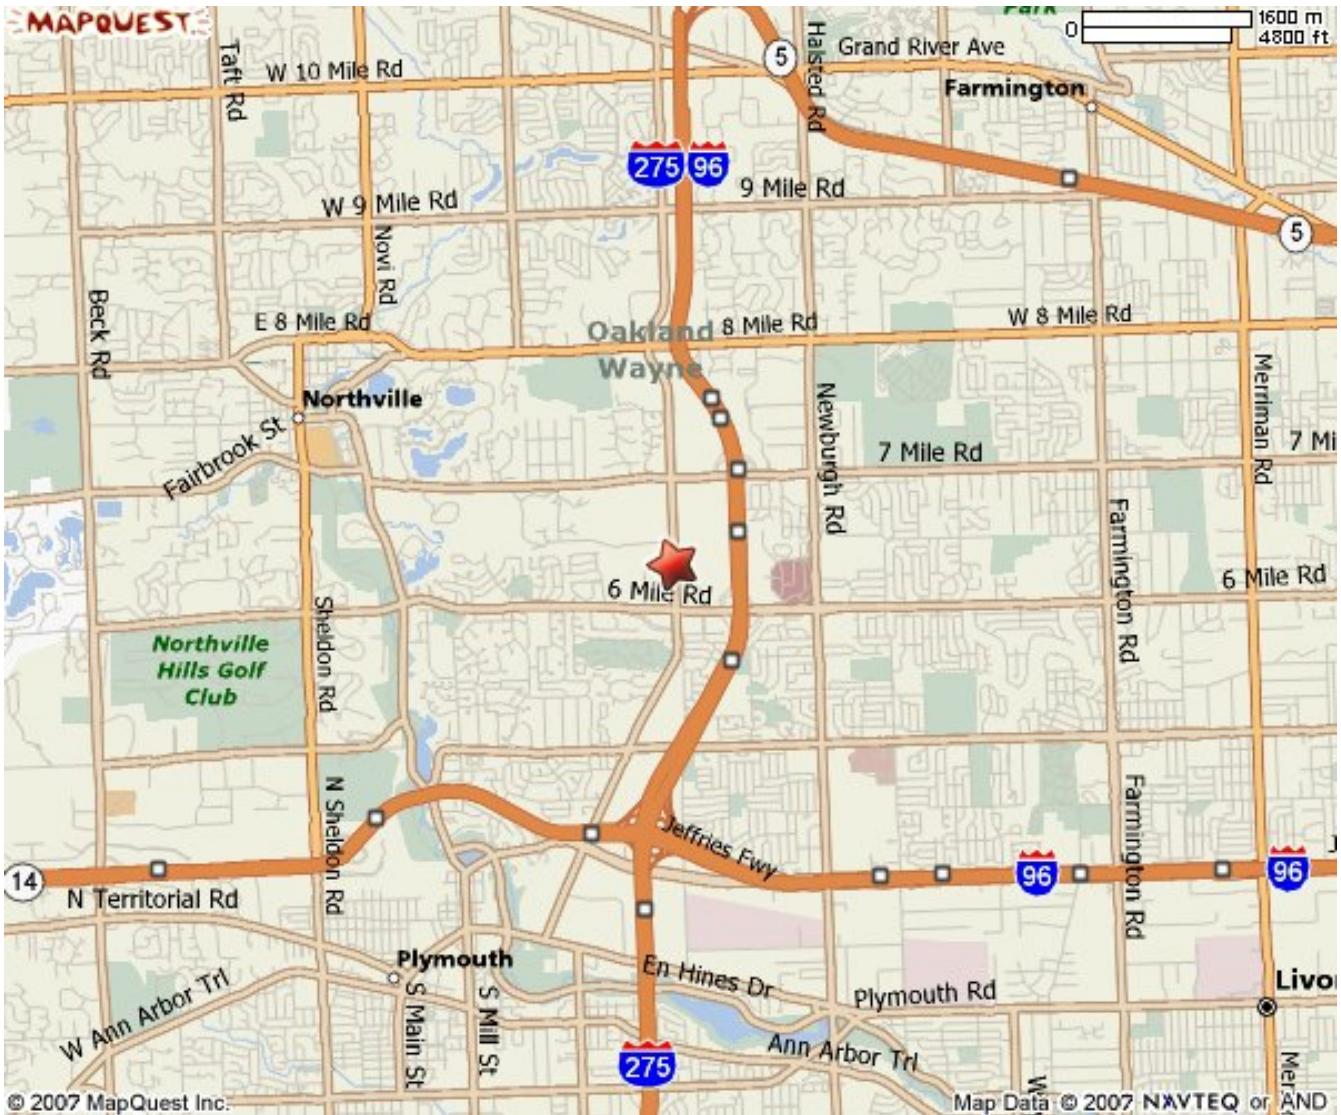 MAPQUEST
Park
0
1600 m
4800 ft
Taft Rd
W 10 Mile Rd
5
Halsted Rd
Grand River Ave
Farmington
275
96
9 Mile Rd
W 9 Mile Rd
Novi Rd
5
Beck Rd
E 8 Mile Rd
Oakland
8 Mile Rd
W 8 Mile Rd
Wayne
Northville
Newburgh Rd
Merriman Rd
Fairbrook St
7 Mile Rd
7 Mi
Farmington Rd
6 Mile Rd
6 Mile Rd
Sheldon Rd
Northville
Hills Golf
Club
N Sheldon Rd
Farmington Rd
Jeffries Fwy
J
14
96
96
N Territorial Rd
Plymouth
En Hines Dr
Plymouth Rd
Livo
W Ann Arbor Trl
S Main St
S Mill St
Ann Arbor Trl
275
W
Mer
© 2007 MapQuest Inc.
Map Data © 2007 NAVTEQ or AND